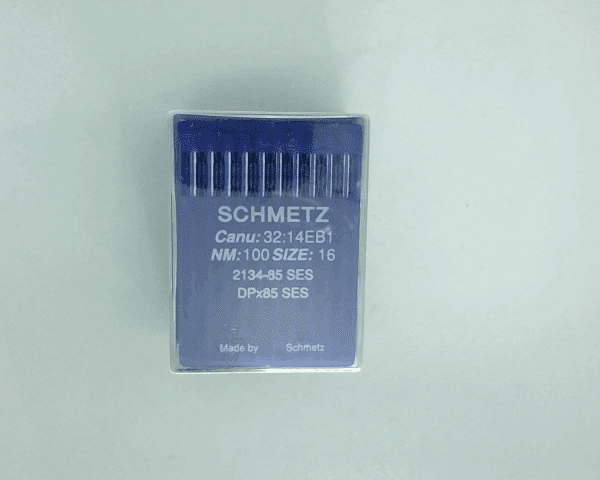 SCHMETZ
Canu: 32:14EB1
NM: 100 SIZE: 16
2134-85 SES
DPx85 SES
Made by Schmetz